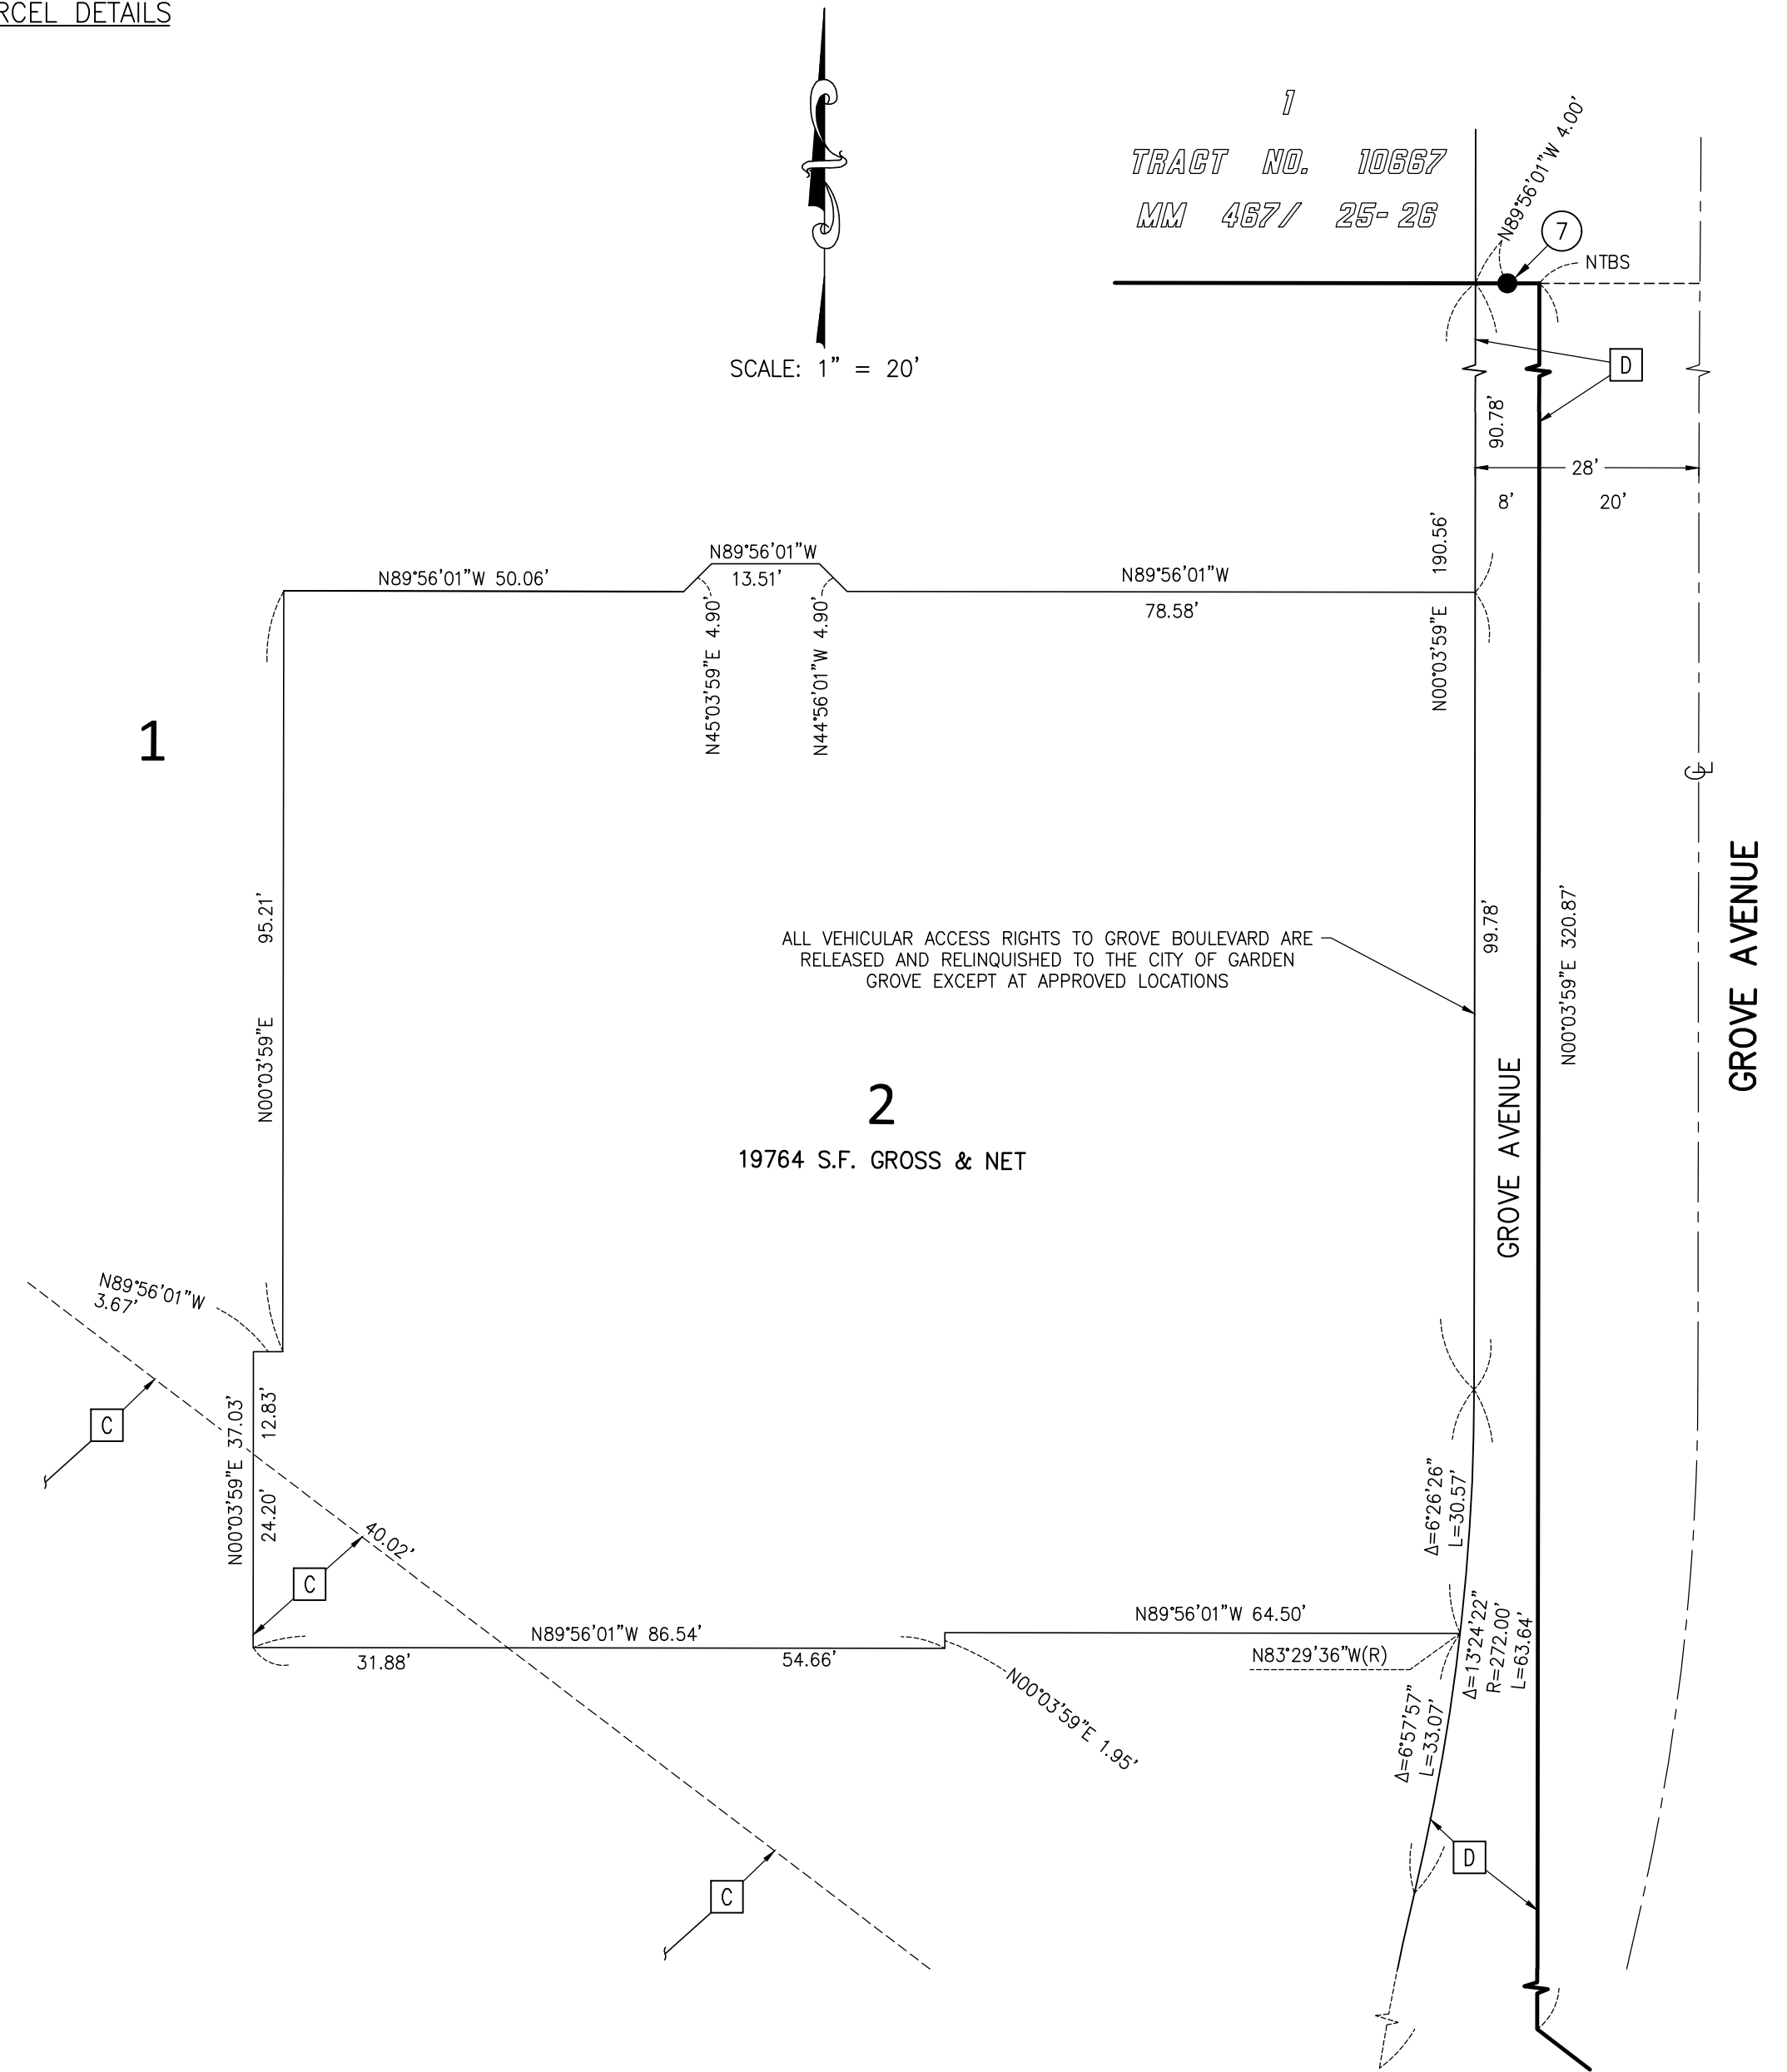 RCEL DETAILS
1
TRACT NO. 10667
MM 467/ 25-26
N89°56'01"W 4.00'
7
NTBS
SCALE: 1" = 20'
D
90.78'
28'
8'
20'
190.56'
N00°03'59"E
N89°56'01"W 50.06'
N89°56'01"W
13.51'
N89°56'01"W
78.58'
N45°03'59"E 4.90'
N44°56'01"W 4.90'
1
95.21'
N00°03'59"E
ALL VEHICULAR ACCESS RIGHTS TO GROVE BOULEVARD ARE
RELEASED AND RELINQUISHED TO THE CITY OF GARDEN
GROVE EXCEPT AT APPROVED LOCATIONS
99.78'
N00°03'59"E 320.87'
GROVE AVENUE
GROVE AVENUE
2
19764 S.F. GROSS & NET
N89°56'01"W
3.67'
C
N00°03'59"E 37.03'
12.83'
24.20'
40.02'
C
Δ=6°26'26"
L=30.57'
N89°56'01"W 86.54'
31.88'
54.66'
N89°56'01"W 64.50'
N83°29'36"W(R)
N00°03'59"E 1.95'
Δ=13°24'22"
R=272.00'
L=63.64'
Δ=6°57'57"
L=33.07'
C
D